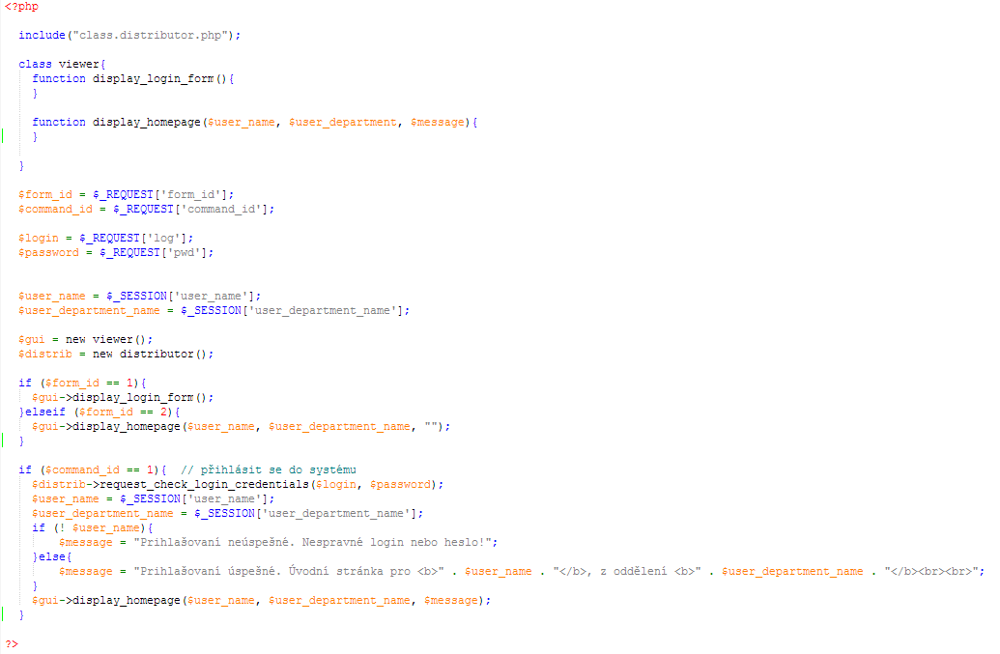 <?php
include("class.distributor.php");
class viewer{
function display_login_form(){
}
function display_homepage($user_name, $user_department, $message){
}
}
$form_id = $_REQUEST['form_id'];
$command_id = $_REQUEST['command_id'];
$login = $_REQUEST['log'];
$password = $_REQUEST['pwd'];
$user_name = $_SESSION['user_name'];
$user_department_name = $_SESSION['user_department_name'];
$gui = new viewer();
$distrib = new distributor();
if ($form_id == 1){
$gui->display_login_form();
}elseif ($form_id == 2){
$gui->display_homepage($user_name, $user_department_name, "");
}
if ($command_id == 1){  // přihlásit se do systému
$distrib->request_check_login_credentials($login, $password);
$user_name = $_SESSION['user_name'];
$user_department_name = $_SESSION['user_department_name'];
if (! $user_name){
$message = "Prihlašovaní neúspešné. Nespravné login nebo heslo!";
}else{
$message = "Prihlašovaní úspešné. Úvodní stránka pro <b>" . $user_name . "</b>, z oddělení <b>" . $user_department_name . "</b><br><br>";
}
$gui->display_homepage($user_name, $user_department_name, $message);
}
?>